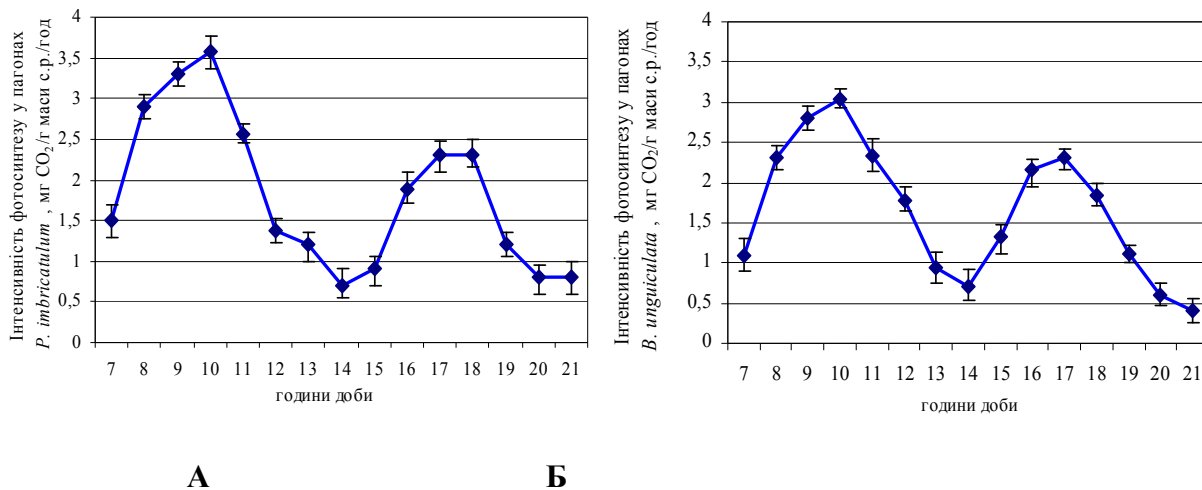 Інтенсивність фотосинтезу у пагонах
P. imbricatulum , мг CO₂/г маси с.р./год
4
3,5
3
2,5
2
1,5
1
0,5
0
7 8 9 10 11 12 13 14 15 16 17 18 19 20 21
години доби
Інтенсивність фотосинтезу у пагонах
B. unguiculata , мг CO₂/г маси с.р./год
4
3,5
3
2,5
2
1,5
1
0,5
0
7 8 9 10 11 12 13 14 15 16 17 18 19 20 21
години доби
А Б